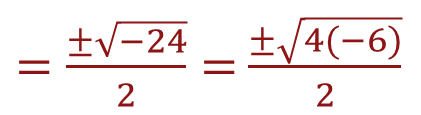 = ±√−24 / 2 = ±√4(−6) / 2